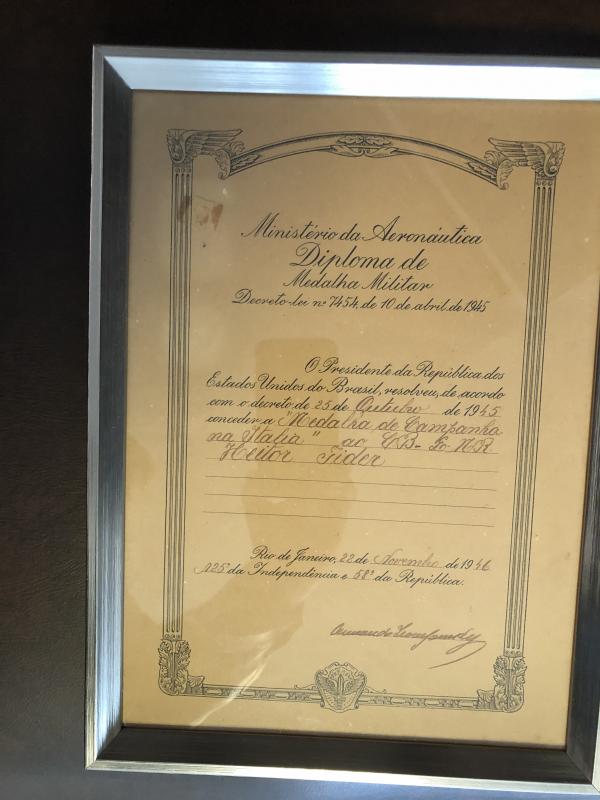 Ministério da Aeronáutica
Diploma de
Medalha Militar
Decreto-lei nº 7454, de 10 de abril de 1945
O Presidente da República dos
Estados Unidos do Brasil, resolveu, de acordo
com o decreto de 25 de Outubro de 1945
conceder a "Medalha de Campanha
na Italia" ao CB-
Heitor
Rio de Janeiro, 22 de Novembro de 1946
125º da Independência e 58º da República.